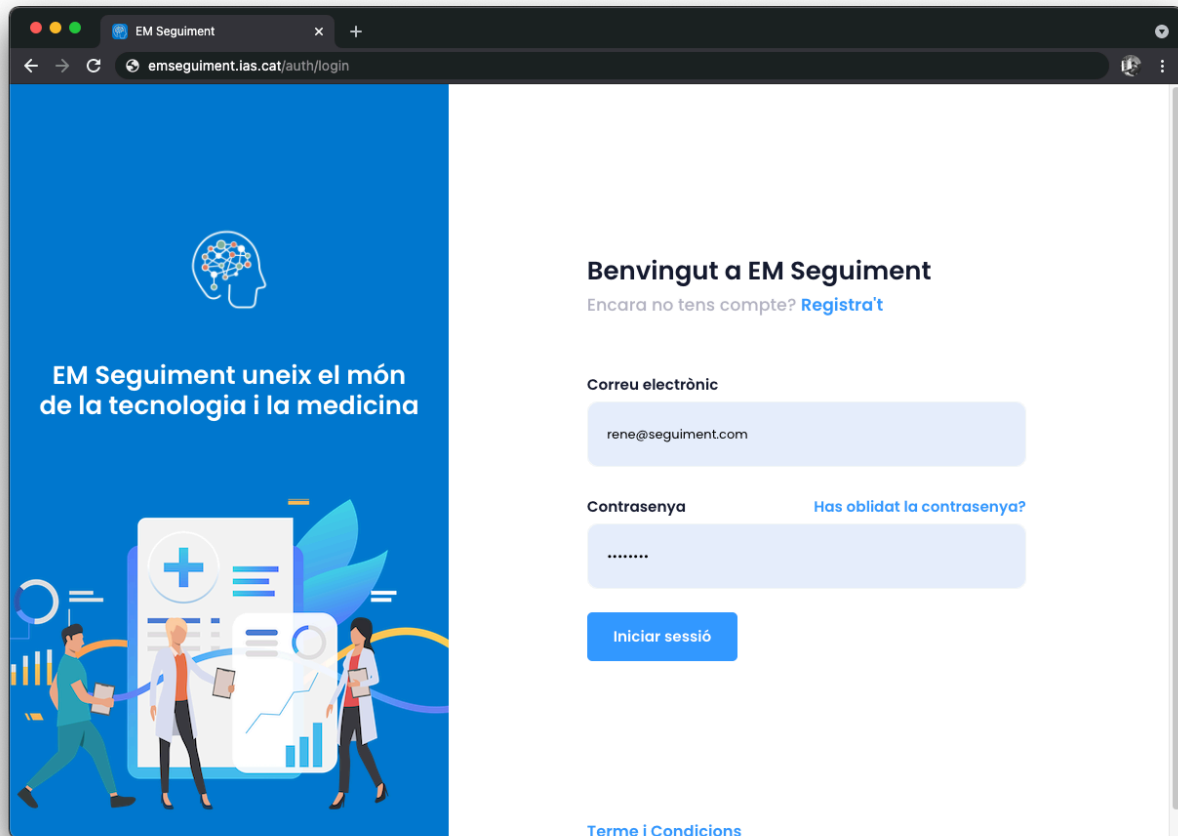 EM Seguiment
emseguiment.ias.cat/auth/login
EM Seguiment uneix el món
de la tecnologia i la medicina
Benvingut a EM Seguiment
Encara no tens compte? Registra't
Correu electrònic
rene@seguiment.com
Contrasenya Has oblidat la contrasenya?
••••••••
Iniciar sessió
Terme i Condicions